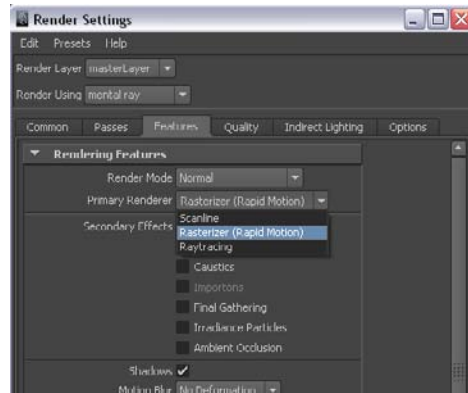 Render Settings
Edit Presets Help
Render Layer masterLayer
Render Using mental ray
Common Passes Features Quality Indirect Lighting Options
Rendering Features
Render Mode Normal
Primary Renderer Rasterizer (Rapid Motion)
Scanline
Secondary Effects Rasterizer (Rapid Motion)
Raytracing
Caustics
Importons
Final Gathering
Irradiance Particles
Ambient Occlusion
Shadows
Motion Blur No Deformation